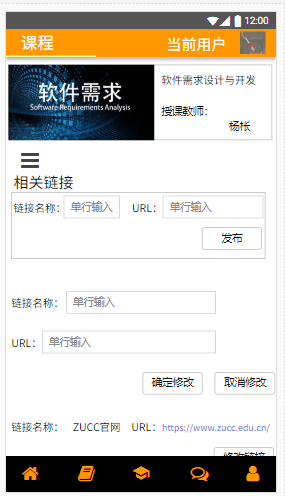 12:00
课程 当前用户
软件需求
Software Requirements Analysis
软件需求设计与开发
授课教师：
杨枨
相关链接
链接名称： 单行输入 URL： 单行输入
发布
链接名称： 单行输入
URL： 单行输入
确定修改 取消修改
链接名称： ZUCC官网 URL：https://www.zucc.edu.cn/
修改链接